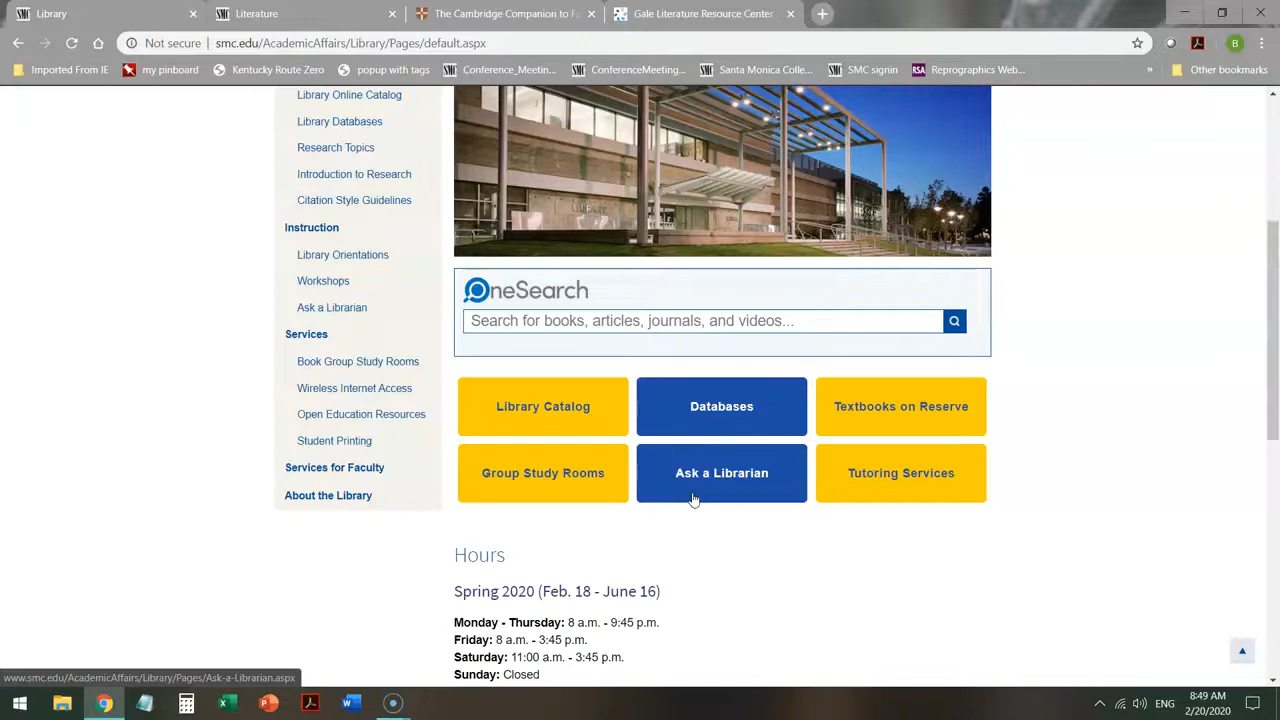 Library
Literature
The Cambridge Companion to F
Gale Literature Resource Center
Not secure
smc.edu/AcademicAffairs/Library/Pages/default.aspx
B
Imported From IE
my pinboard
Kentucky Route Zero
popup with tags
Conference_Meetin...
ConferenceMeeting...
Santa Monica Colle...
SMC signin
Reprographics Web...
Other bookmarks
Library Online Catalog
Library Databases
Research Topics
Introduction to Research
Citation Style Guidelines
Instruction
Library Orientations
Workshops
Ask a Librarian
Services
Book Group Study Rooms
Wireless Internet Access
Open Education Resources
Student Printing
Services for Faculty
About the Library
OneSearch
Search for books, articles, journals, and videos...
Library Catalog
Databases
Textbooks on Reserve
Group Study Rooms
Ask a Librarian
Tutoring Services
Hours
Spring 2020 (Feb. 18 - June 16)
Monday - Thursday: 8 a.m. - 9:45 p.m.
Friday: 8 a.m. - 3:45 p.m.
Saturday: 11:00 a.m. - 3:45 p.m.
Sunday: Closed
www.smc.edu/AcademicAffairs/Library/Pages/Ask-a-Librarian.aspx
ENG
8:49 AM
2/20/2020